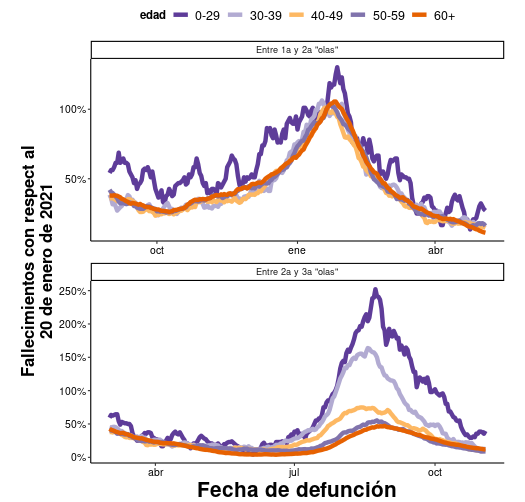 edad 0-29 30-39 40-49 50-59 60+
Entre 1a y 2a "olas"
100%
50%
oct ene abr
Fallecimientos con respect al
20 de enero de 2021
Entre 2a y 3a "olas"
250%
200%
150%
100%
50%
0%
abr jul oct
Fecha de defunción